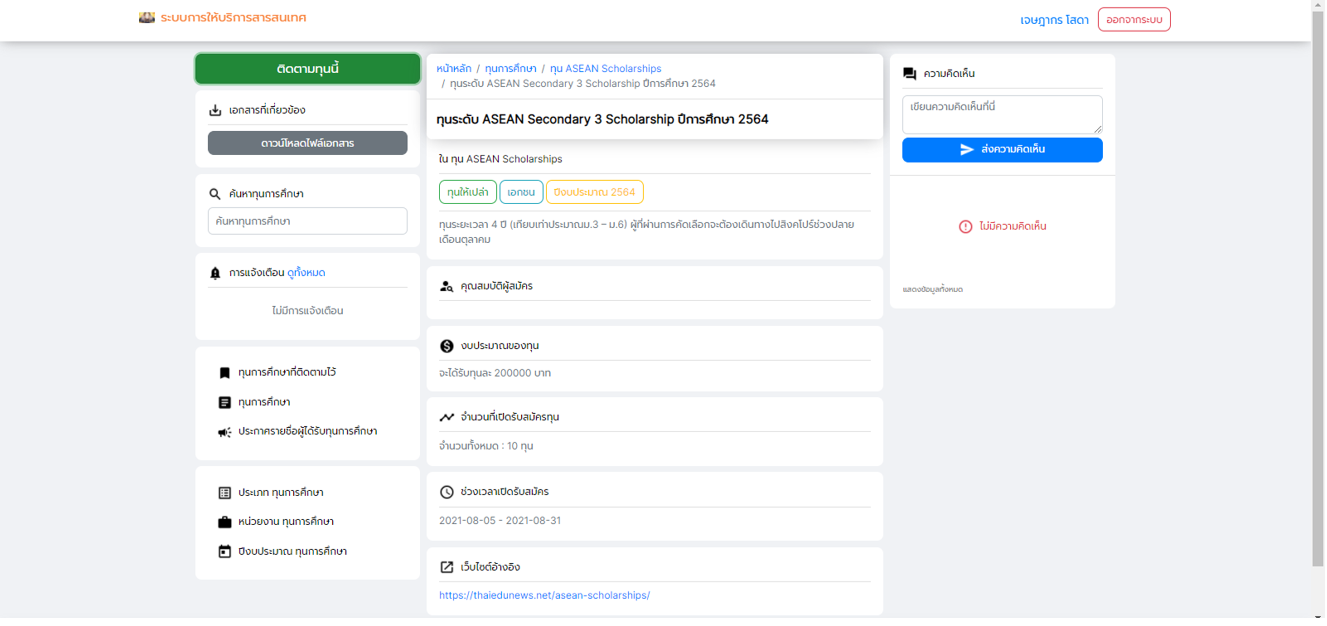 ระบบการให้บริการสารสนเทศ
เจษฎากร โสดา
ออกจากระบบ
ติดตามทุนนี้
เอกสารที่เกี่ยวข้อง
ดาวน์โหลดไฟล์เอกสาร
ค้นหาทุนการศึกษา
ค้นหาทุนการศึกษา
การแจ้งเตือน ดูทั้งหมด
ไม่มีการแจ้งเตือน
ทุนการศึกษาที่ติดตามไว้
ทุนการศึกษา
ประกาศรายชื่อผู้ได้รับทุนการศึกษา
ประเภท ทุนการศึกษา
หน่วยงาน ทุนการศึกษา
ปีงบประมาณ ทุนการศึกษา
หน้าหลัก / ทุนการศึกษา / ทุน ASEAN Scholarships
/ ทุนระดับ ASEAN Secondary 3 Scholarship ปีการศึกษา 2564
ทุนระดับ ASEAN Secondary 3 Scholarship ปีการศึกษา 2564
ใน ทุน ASEAN Scholarships
ทุนให้เปล่า เอกชน ปีงบประมาณ 2564
ทุนระยะเวลา 4 ปี (เทียบเท่าประมาณม.3 – ม.6) ผู้ที่ผ่านการคัดเลือกจะต้องเดินทางไปสิงคโปร์ช่วงปลาย
เดือนตุลาคม
คุณสมบัติผู้สมัคร
งบประมาณของทุน
จะได้รับทุนละ 200000 บาท
จำนวนที่เปิดรับสมัครทุน
จำนวนทั้งหมด : 10 ทุน
ช่วงเวลาเปิดรับสมัคร
2021-08-05 - 2021-08-31
เว็บไซต์อ้างอิง
https://thaiedunews.net/asean-scholarships/
ความคิดเห็น
เขียนความคิดเห็นที่นี่
ส่งความคิดเห็น
ไม่มีความคิดเห็น
แสดงข้อมูลทั้งหมด